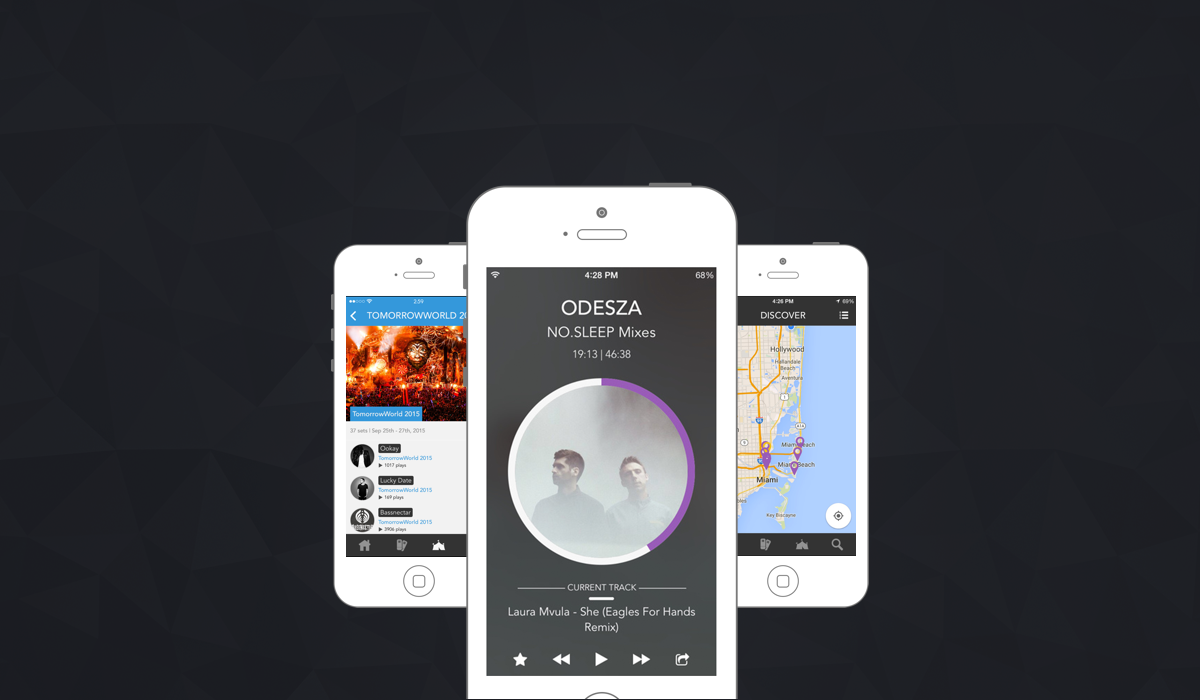 2:59
TOMORROWWORLD 20
TomorrowWorld 2015
37 sets | Sep 25th - 27th, 2015
Ookay
TomorrowWorld 2015
1017 plays
Lucky Date
TomorrowWorld 2015
169 plays
Bassnectar
TomorrowWorld 2015
3906 plays
4:28 PM
68%
ODESZA
NO.SLEEP Mixes
19:13 | 46:38
CURRENT TRACK
Laura Mvula - She (Eagles For Hands
Remix)
4:26 PM
69%
DISCOVER
Hollywood
Hallandale
Beach
Aventura
Miami Beach
Miami Beach
Miami
Key Biscayne